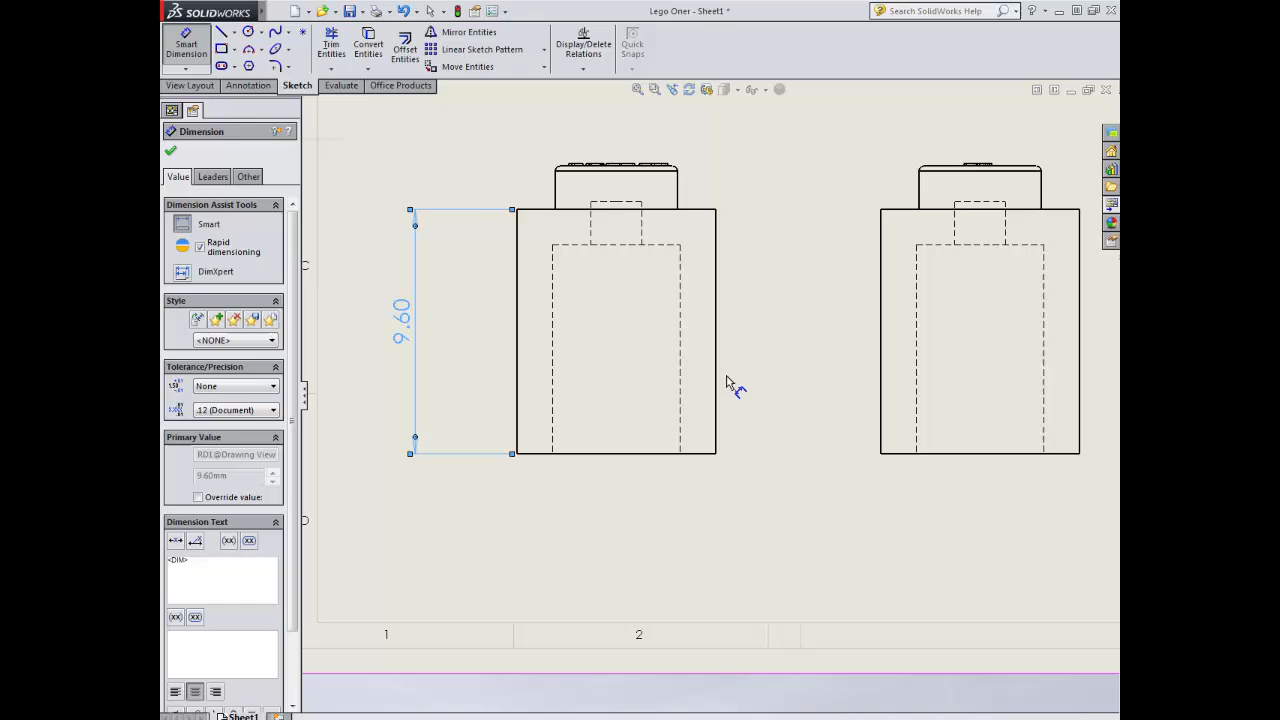 SOLIDWORKS
Lego Oner - Sheet1 *
Search SolidWorks Help
Smart
Dimension
Trim
Entities
Convert
Entities
Offset
Entities
Mirror Entities
Linear Sketch Pattern
Move Entities
Display/Delete
Relations
Quick
Snaps
View Layout
Annotation
Sketch
Evaluate
Office Products
Dimension
Value
Leaders
Other
Dimension Assist Tools
Smart
Rapid
dimensioning
DimXpert
Style
<NONE>
Tolerance/Precision
None
.12 (Document)
Primary Value
RD1@Drawing View
9.60mm
Override value:
Dimension Text
(xx)
<DIM>
(xx)
9.60
1
2
Sheet1